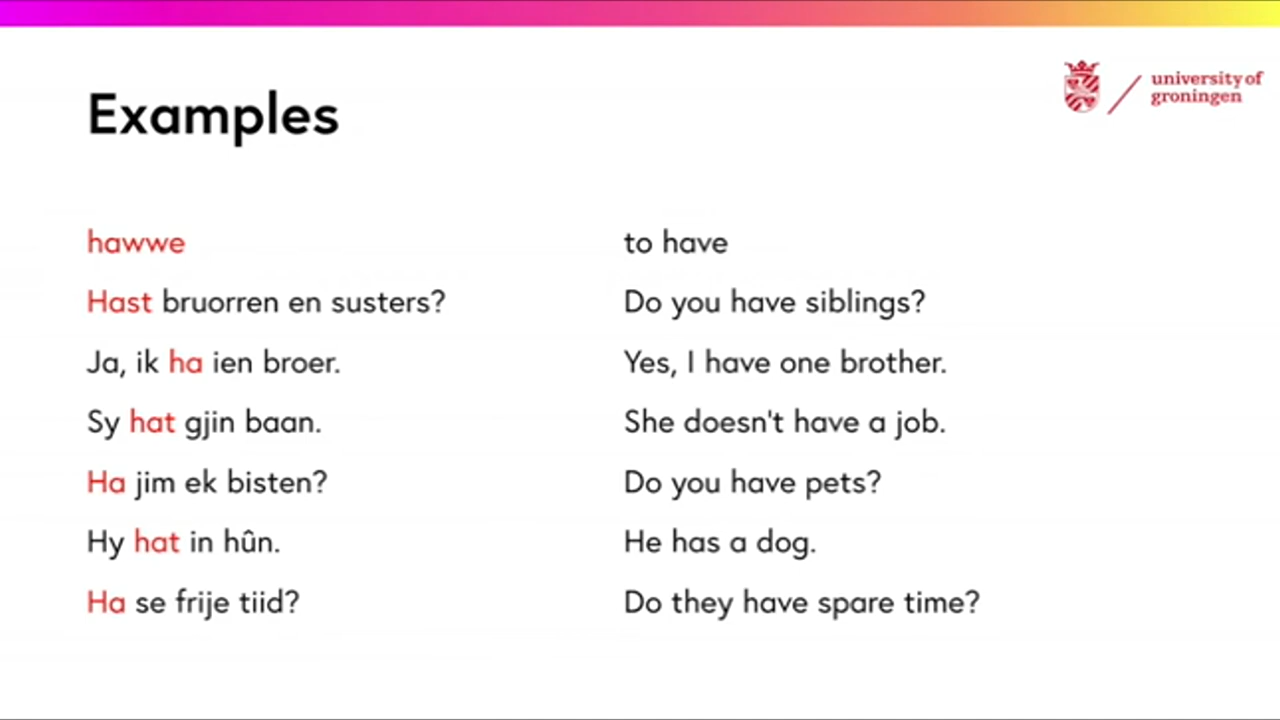 university of
groningen
Examples
hawwe to have
Hast bruorren en susters? Do you have siblings?
Ja, ik ha ien broer. Yes, I have one brother.
Sy hat gjin baan. She doesn't have a job.
Ha jim ek bisten? Do you have pets?
Hy hat in hûn. He has a dog.
Ha se frije tiid? Do they have spare time?